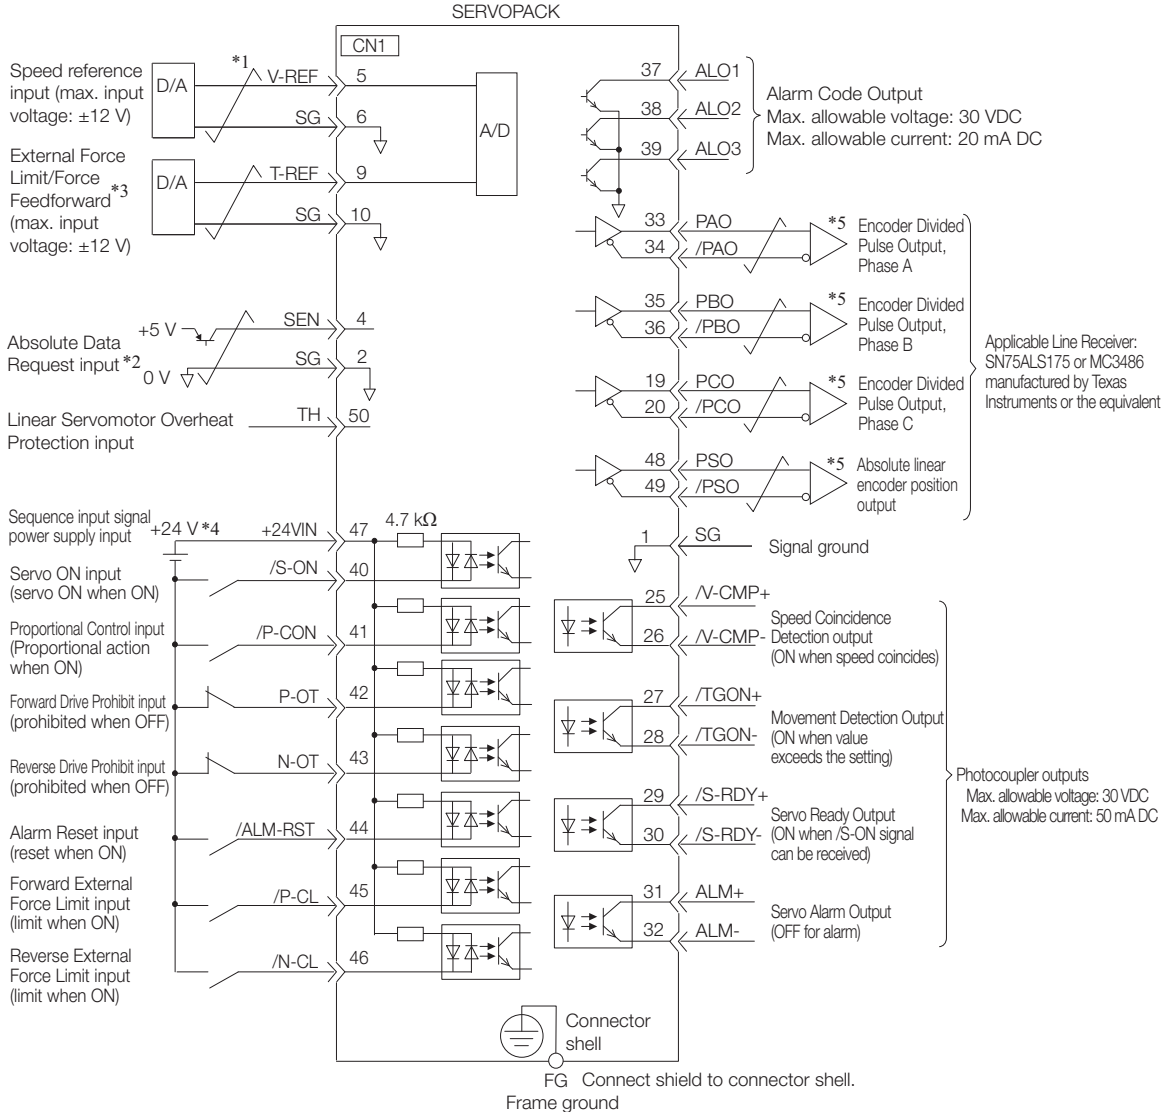 SERVOPACK
CN1
Speed reference
input (max. input
voltage: ±12 V)
D/A
*1
V-REF
5
SG
6
A/D
External Force
Limit/Force
Feedforward *3
(max. input
voltage: ±12 V)
D/A
T-REF
9
SG
10
Absolute Data
Request input *2
+5 V
0 V
SEN
4
SG
2
Linear Servomotor Overheat
Protection input
TH
50
Sequence input signal
power supply input
+24 V *4
+24VIN
47
4.7 kΩ
Servo ON input
(servo ON when ON)
/S-ON
40
Proportional Control input
(Proportional action
when ON)
/P-CON
41
Forward Drive Prohibit input
(prohibited when OFF)
P-OT
42
Reverse Drive Prohibit input
(prohibited when OFF)
N-OT
43
Alarm Reset input
(reset when ON)
/ALM-RST
44
Forward External
Force Limit input
(limit when ON)
/P-CL
45
Reverse External
Force Limit input
(limit when ON)
/N-CL
46
37
ALO1
38
ALO2
39
ALO3
Alarm Code Output
Max. allowable voltage: 30 VDC
Max. allowable current: 20 mA DC
33
PAO
34
/PAO
*5
Encoder Divided
Pulse Output,
Phase A
35
PBO
36
/PBO
*5
Encoder Divided
Pulse Output,
Phase B
19
PCO
20
/PCO
*5
Encoder Divided
Pulse Output,
Phase C
48
PSO
49
/PSO
*5
Absolute linear
encoder position
output
Applicable Line Receiver:
SN75ALS175 or MC3486
manufactured by Texas
Instruments or the equivalent
1
SG
Signal ground
25
/V-CMP+
26
/V-CMP-
Speed Coincidence
Detection output
(ON when speed coincides)
27
/TGON+
28
/TGON-
Movement Detection Output
(ON when value
exceeds the setting)
29
/S-RDY+
30
/S-RDY-
Servo Ready Output
(ON when /S-ON signal
can be received)
31
ALM+
32
ALM-
Servo Alarm Output
(OFF for alarm)
Photocoupler outputs
Max. allowable voltage: 30 VDC
Max. allowable current: 50 mA DC
Connector
shell
FG
Connect shield to connector shell.
Frame ground